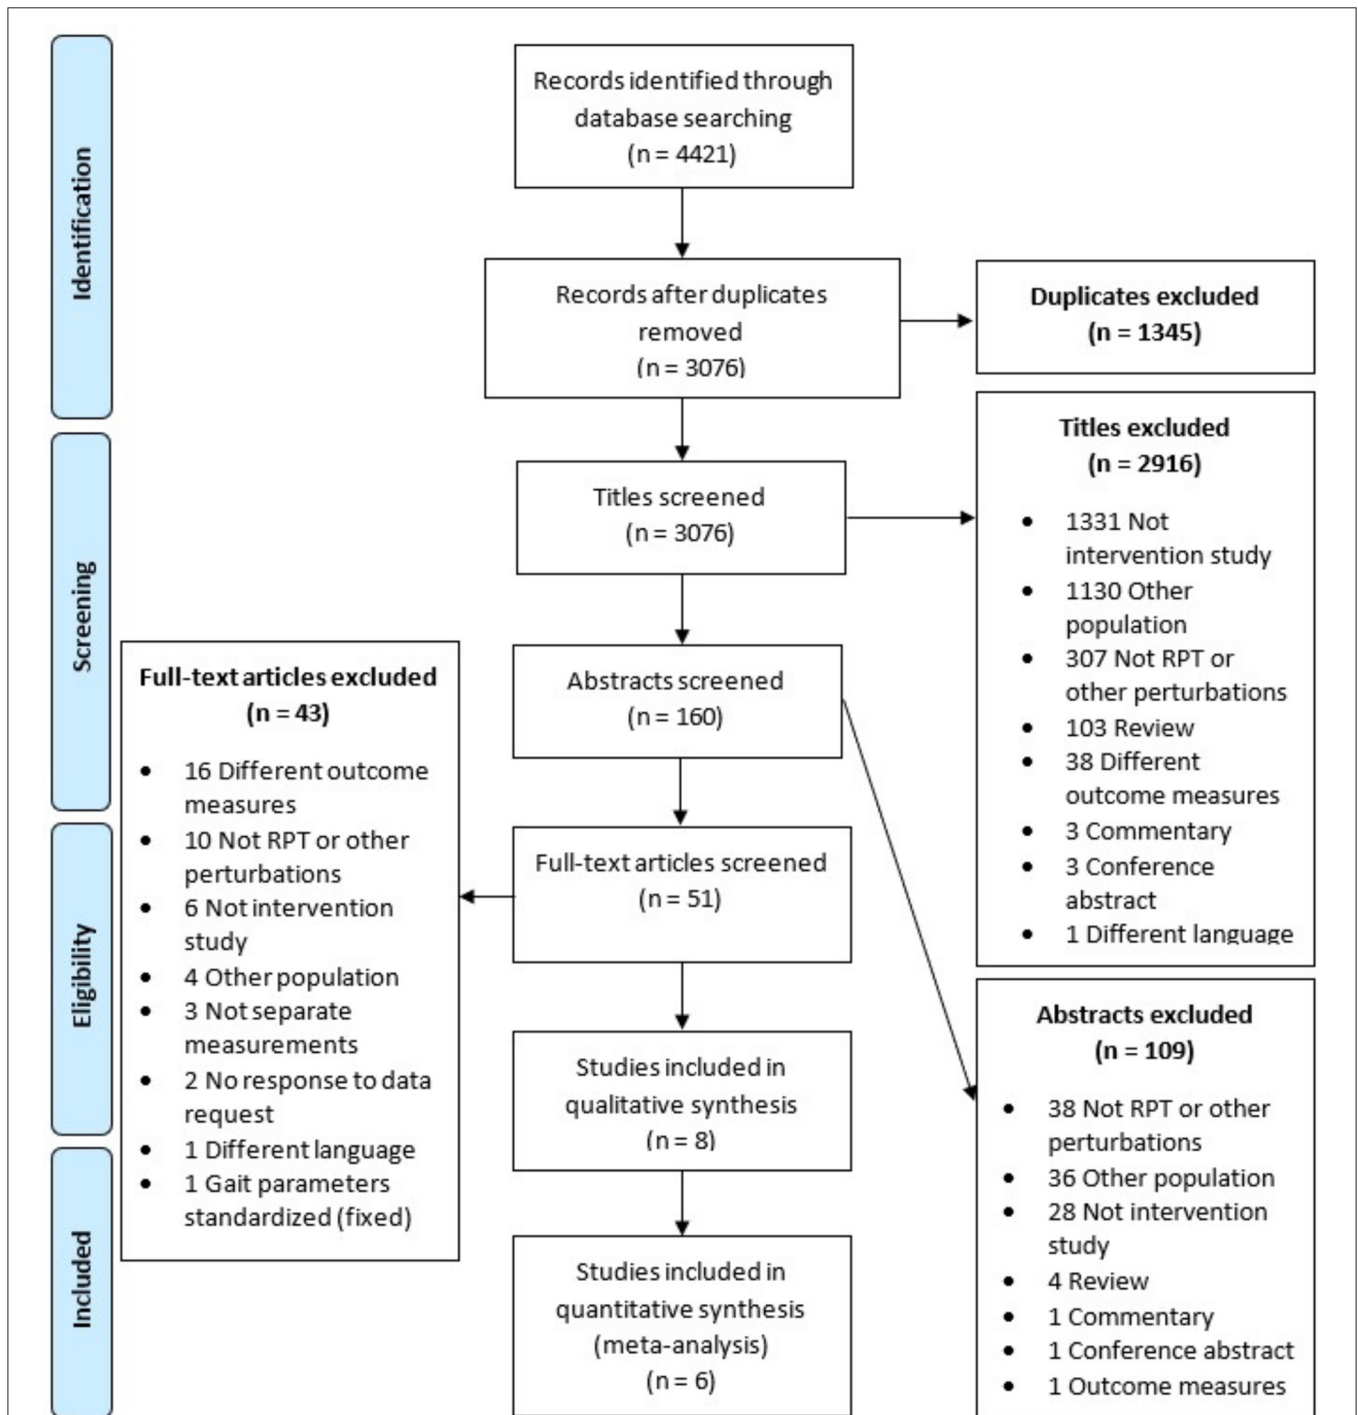 Identification
Records identified through
database searching
(n = 4421)
Records after duplicates
removed
(n = 3076)
Duplicates excluded
(n = 1345)
Screening
Titles screened
(n = 3076)
Titles excluded
(n = 2916)
• 1331 Not
intervention study
• 1130 Other
population
• 307 Not RPT or
other perturbations
• 103 Review
• 38 Different
outcome measures
• 3 Commentary
• 3 Conference
abstract
• 1 Different language
Abstracts screened
(n = 160)
Full-text articles excluded
(n = 43)
• 16 Different outcome
measures
• 10 Not RPT or other
perturbations
• 6 Not intervention
study
• 4 Other population
• 3 Not separate
measurements
• 2 No response to data
request
• 1 Different language
• 1 Gait parameters
standardized (fixed)
Eligibility
Full-text articles screened
(n = 51)
Abstracts excluded
(n = 109)
• 38 Not RPT or other
perturbations
• 36 Other population
• 28 Not intervention
study
• 4 Review
• 1 Commentary
• 1 Conference abstract
• 1 Outcome measures
Studies included in
qualitative synthesis
(n = 8)
Included
Studies included in
quantitative synthesis
(meta-analysis)
(n = 6)